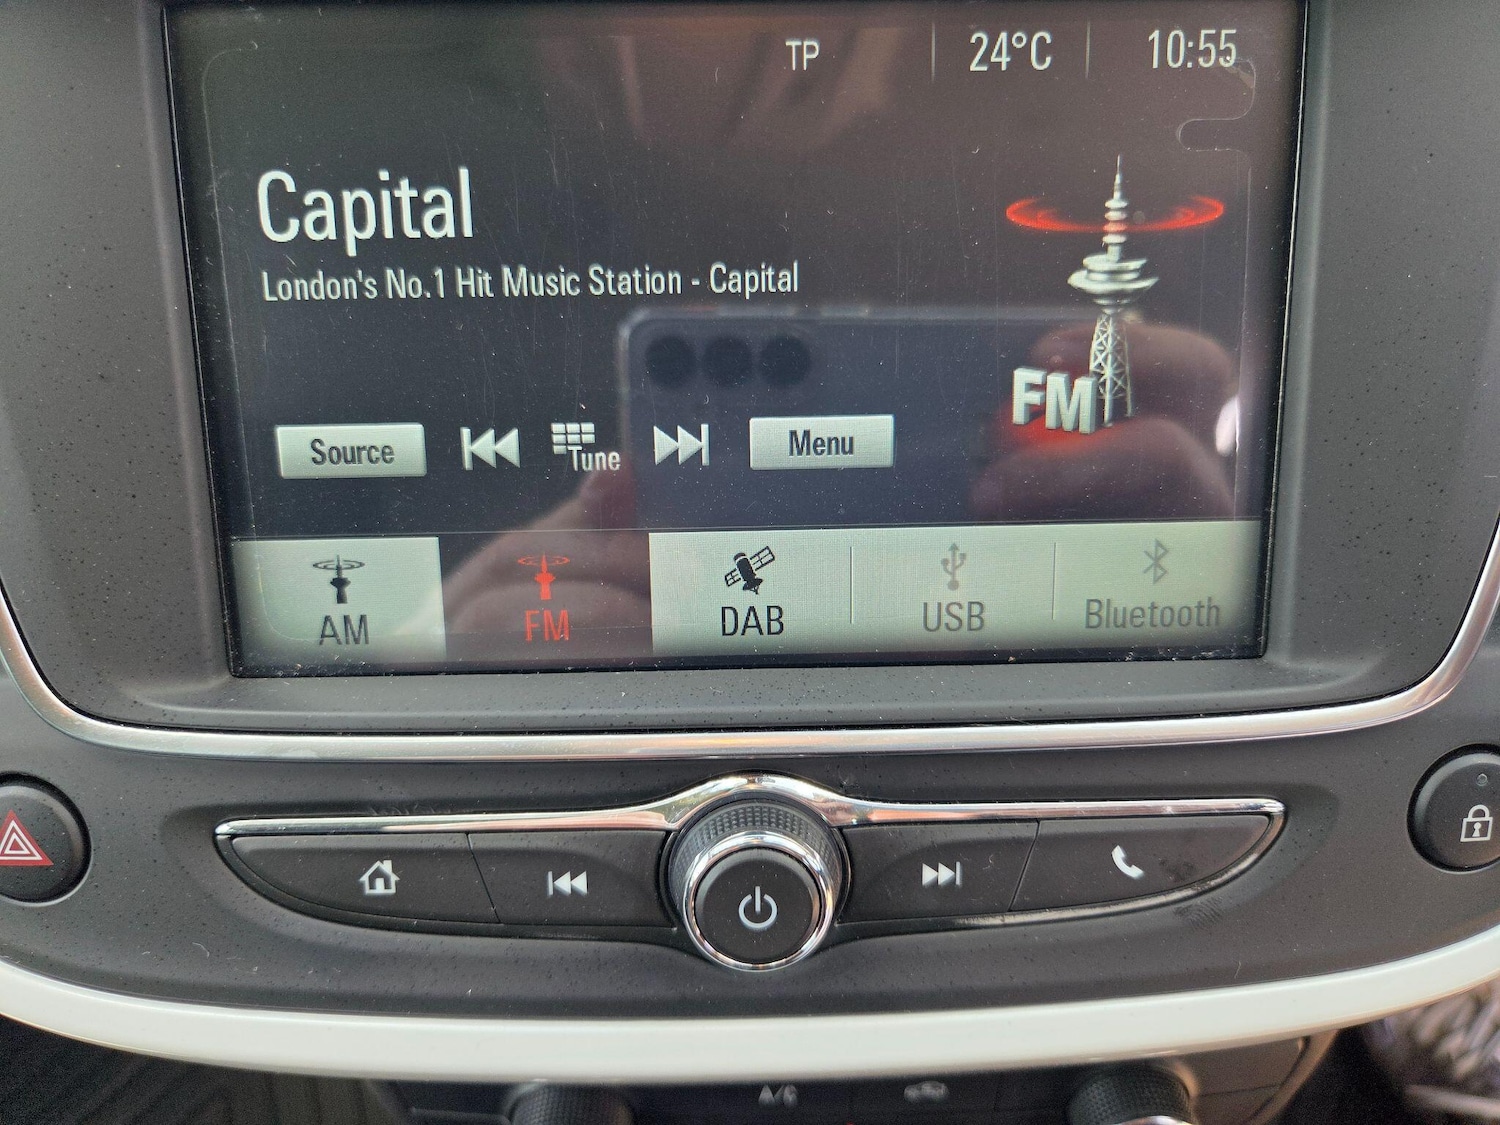 TP 24°C 10:55
Capital
London's No.1 Hit Music Station - Capital
FM
Source Tune Menu
AM FM DAB USB Bluetooth
A/C